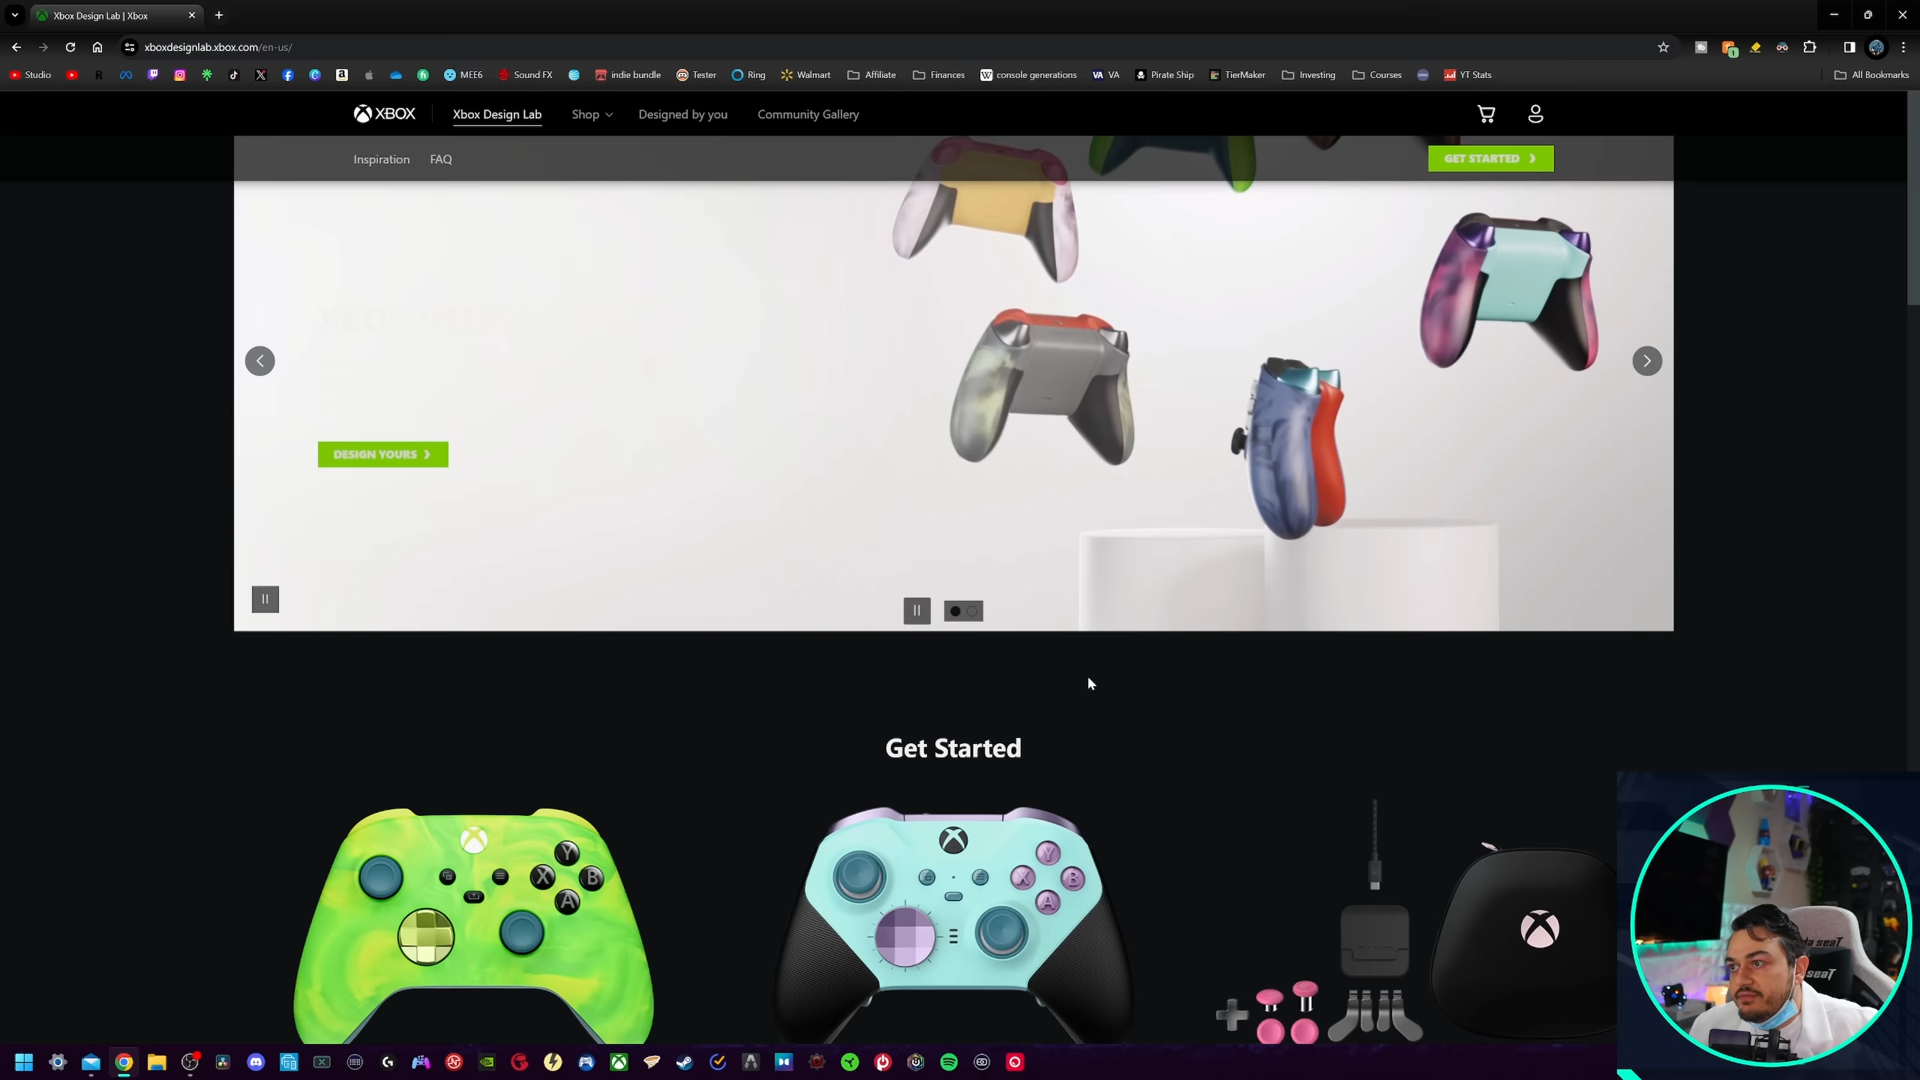 Xbox Design Lab | Xbox
xboxdesignlab.xbox.com/en-us/
Studio
MEE6
Sound FX
indie bundle
Tester
Ring
Walmart
Affiliate
Finances
console generations
VA
Pirate Ship
TierMaker
Investing
Courses
YT Stats
All Bookmarks
XBOX
Xbox Design Lab
Shop
Designed by you
Community Gallery
Inspiration
FAQ
GET STARTED
DESIGN YOURS
Get Started
Y
X
B
A
Y
X
B
A